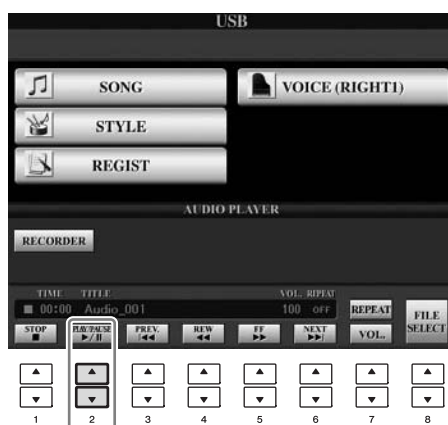 USB
SONG
VOICE (RIGHT1)
STYLE
REGIST
AUDIO PLAYER
RECORDER
TIME TITLE VOL. REPEAT
00:00 Audio_001 100 OFF
REPEAT
FILE SELECT
STOP PLAY/PAUSE PREV. REW FF NEXT VOL.
1 2 3 4 5 6 7 8